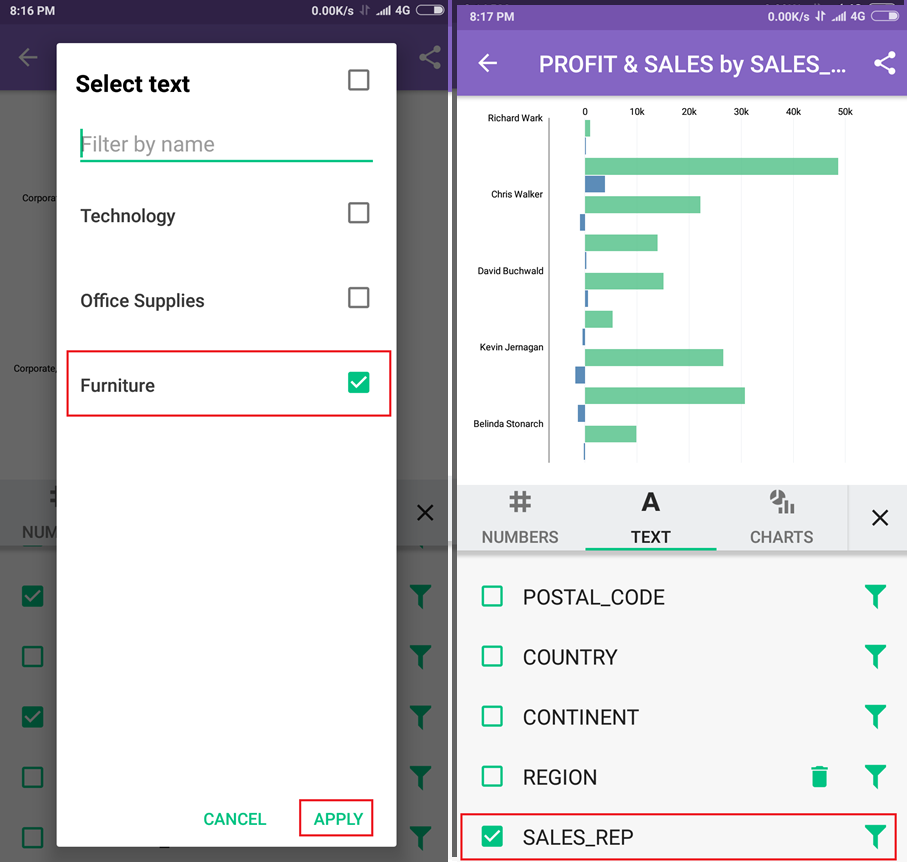 8:16 PM
0.00K/s
4G
Select text
Filter by name
Technology
Corpora
Office Supplies
Corporate,
Furniture
NUM
CANCEL
APPLY
8:17 PM
0.00K/s
4G
PROFIT & SALES by SALES_...
0 10k 20k 30k 40k 50k
Richard Wark
Chris Walker
David Buchwald
Kevin Jernagan
Belinda Stonarch
A
NUMBERS
TEXT
CHARTS
POSTAL_CODE
COUNTRY
CONTINENT
REGION
SALES_REP